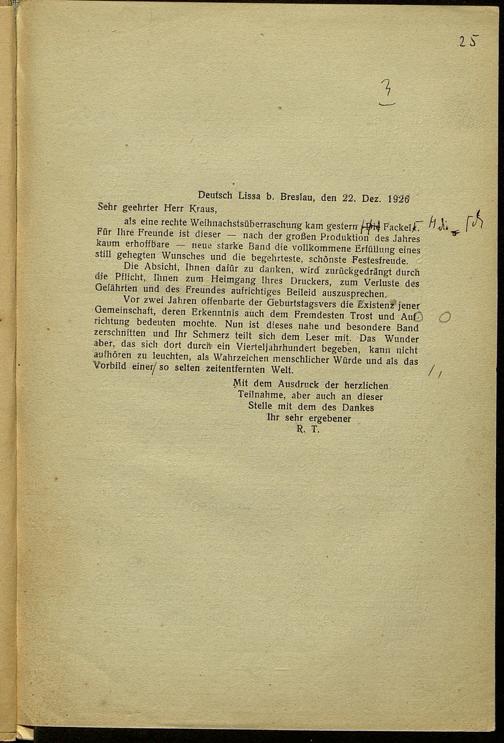 25
3
Deutsch Lissa b. Breslau, den 22. Dez. 1926
Sehr geehrter Herr Kraus,
als eine rechte Weihnachtsüberraschung kam gestern die Fackel.
Für Ihre Freunde ist dieser — nach der großen Produktion des Jahres
kaum erhoffbare — neue starke Band die vollkommene Erfüllung eines
still gehegten Wunsches und die begehrteste, schönste Festesfreude.
Die Absicht, Ihnen dafür zu danken, wird zurückgedrängt durch
die Pflicht, Ihnen zum Heimgang Ihres Druckers, zum Verluste des
Gefährten und des Freundes aufrichtiges Beileid auszusprechen.
Vor zwei Jahren offenbarte der Geburtstagsvers die Existenz jener
Gemeinschaft, deren Erkenntnis auch dem Fremdesten Trost und Auf-
richtung bedeuten mochte. Nun ist dieses nahe und besondere Band
zerschnitten und Ihr Schmerz teilt sich dem Leser mit. Das Wunder
aber, das sich dort durch ein Vierteljahrhundert begeben, kann nicht
aufhören zu leuchten, als Wahrzeichen menschlicher Würde und als das
Vorbild einer so selten zeitentfernten Welt.
Mit dem Ausdruck der herzlichen
Teilnahme, aber auch an dieser
Stelle mit dem des Dankes
Ihr sehr ergebener
R. T.